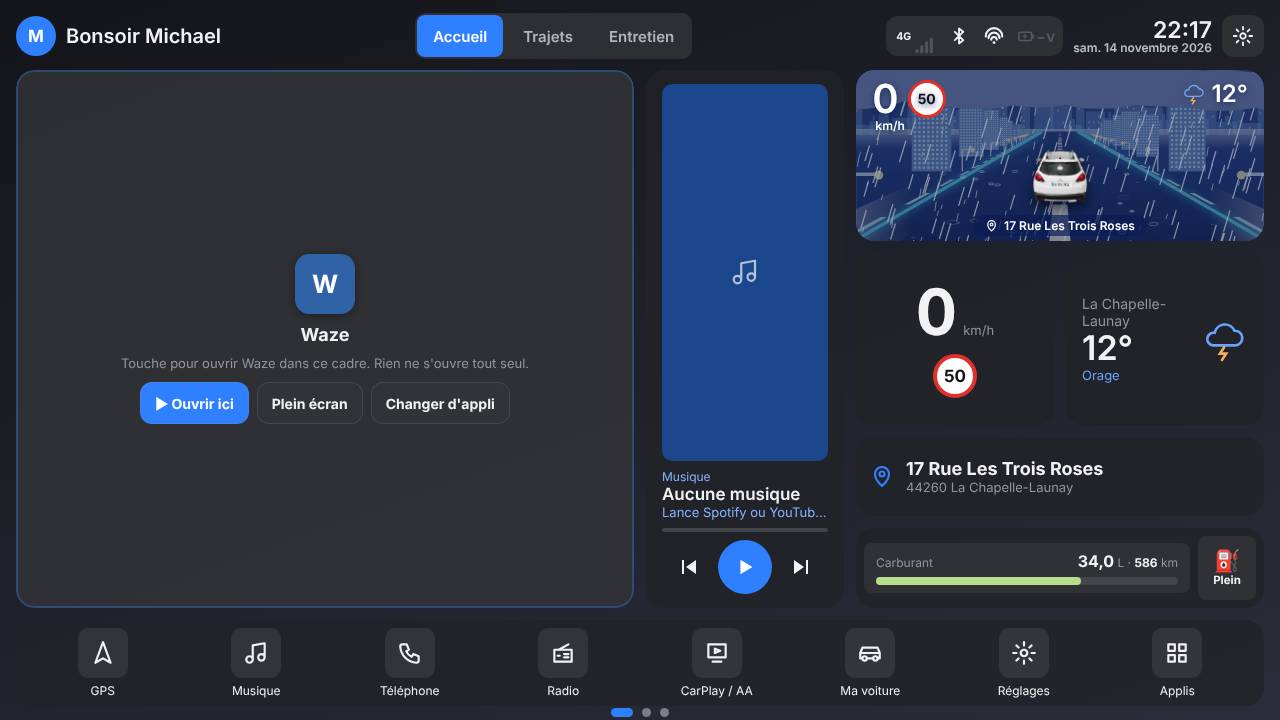 M
Bonsoir Michael
Accueil
Trajets
Entretien
4G
–V
22:17
sam. 14 novembre 2026
W
Waze
Touche pour ouvrir Waze dans ce cadre. Rien ne s'ouvre tout seul.
Ouvrir ici
Plein écran
Changer d'appli
Musique
Aucune musique
Lance Spotify ou YouTub...
0
km/h
50
12°
17 Rue Les Trois Roses
0 km/h
50
La Chapelle-
Launay
12°
Orage
17 Rue Les Trois Roses
44260 La Chapelle-Launay
Carburant
34,0 L · 586 km
Plein
GPS
Musique
Téléphone
Radio
CarPlay / AA
Ma voiture
Réglages
Applis